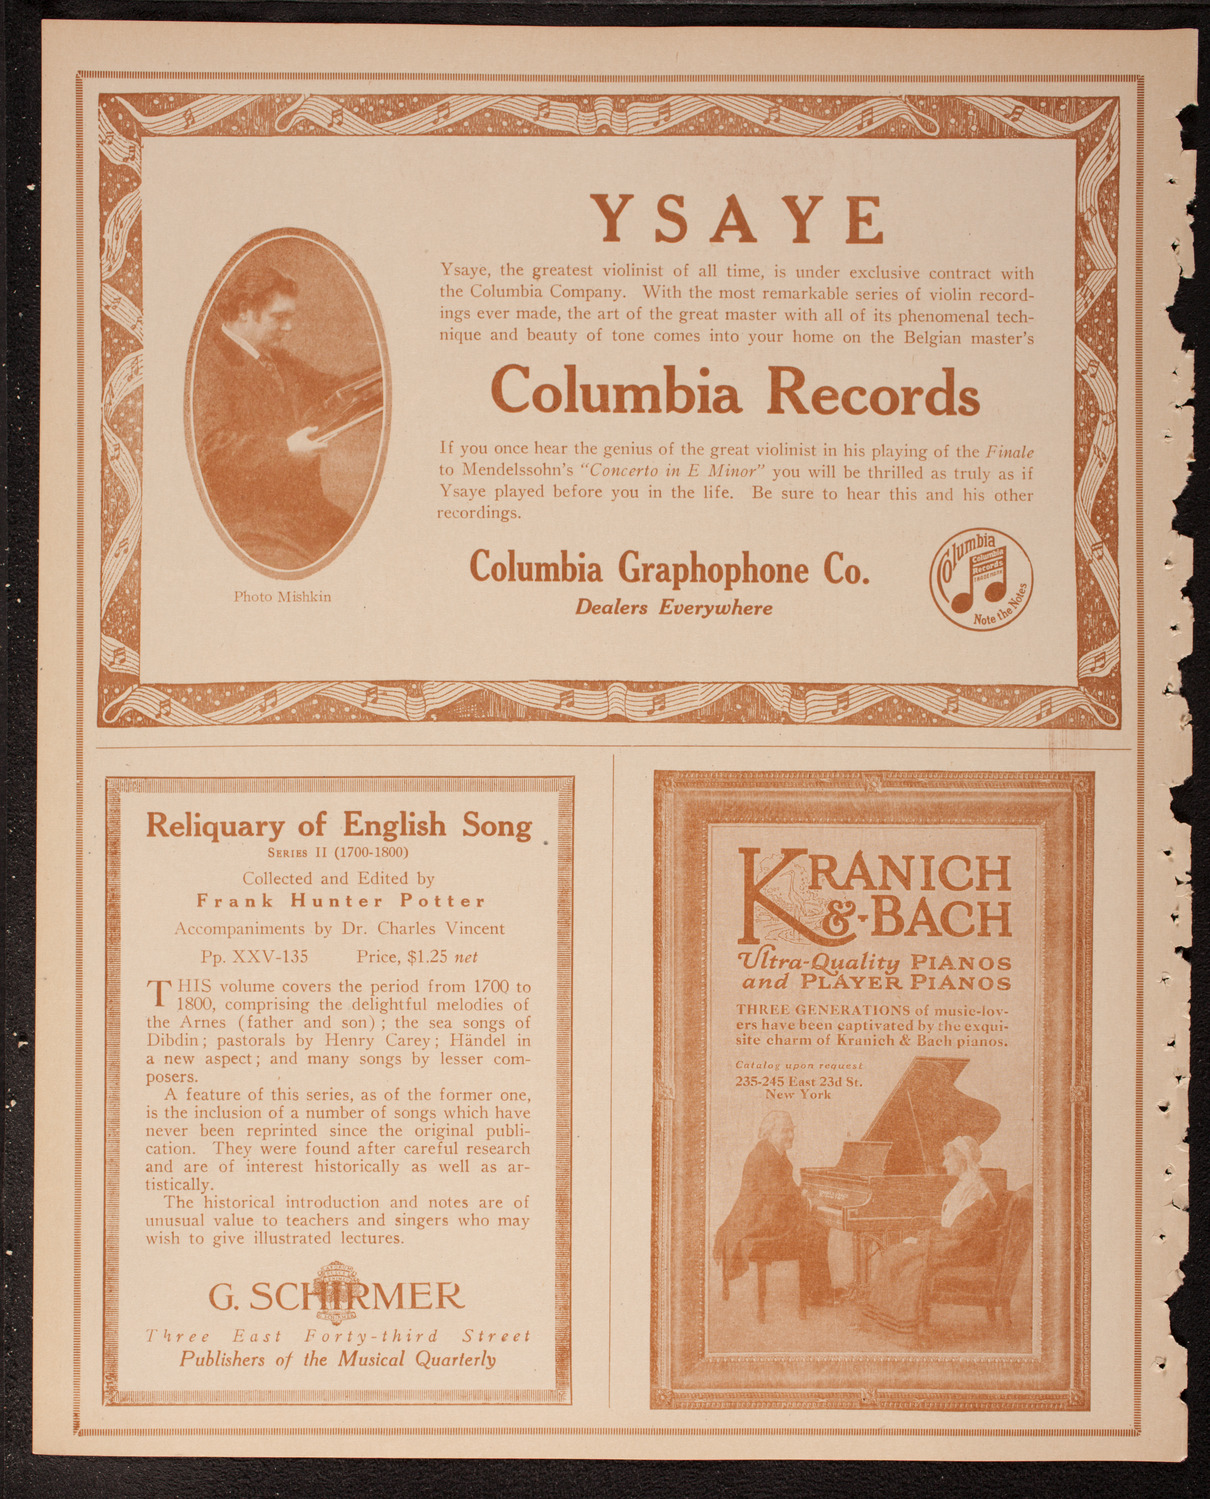 YSAYE
Ysaye, the greatest violinist of all time, is under exclusive contract with
the Columbia Company. With the most remarkable series of violin record-
ings ever made, the art of the great master with all of its phenomenal tech-
nique and beauty of tone comes into your home on the Belgian master's
Columbia Records
If you once hear the genius of the great violinist in his playing of the Finale
to Mendelssohn's "Concerto in E Minor" you will be thrilled as truly as if
Ysaye played before you in the life. Be sure to hear this and his other
recordings.
Photo Mishkin
Columbia Graphophone Co.
Dealers Everywhere
Columbia
Columbia
Records
TRADE MARK
Note the Notes
Reliquary of English Song
SERIES II (1700-1800)
Collected and Edited by
Frank Hunter Potter
Accompaniments by Dr. Charles Vincent
Pp. XXV-135 Price, $1.25 net
THIS volume covers the period from 1700 to
1800, comprising the delightful melodies of
the Arnes (father and son); the sea songs of
Dibdin; pastorals by Henry Carey; Händel in
a new aspect; and many songs by lesser com-
posers.
A feature of this series, as of the former one,
is the inclusion of a number of songs which have
never been reprinted since the original publi-
cation. They were found after careful research
and are of interest historically as well as ar-
tistically.
The historical introduction and notes are of
unusual value to teachers and singers who may
wish to give illustrated lectures.
G. SCHIRMER
Three East Forty-third Street
Publishers of the Musical Quarterly
KRANICH
&-BACH
Ultra-Quality PIANOS
and PLAYER PIANOS
THREE GENERATIONS of music-lov-
ers have been captivated by the exqui-
site charm of Kranich & Bach pianos.
Catalog upon request
235-245 East 23d St.
New York